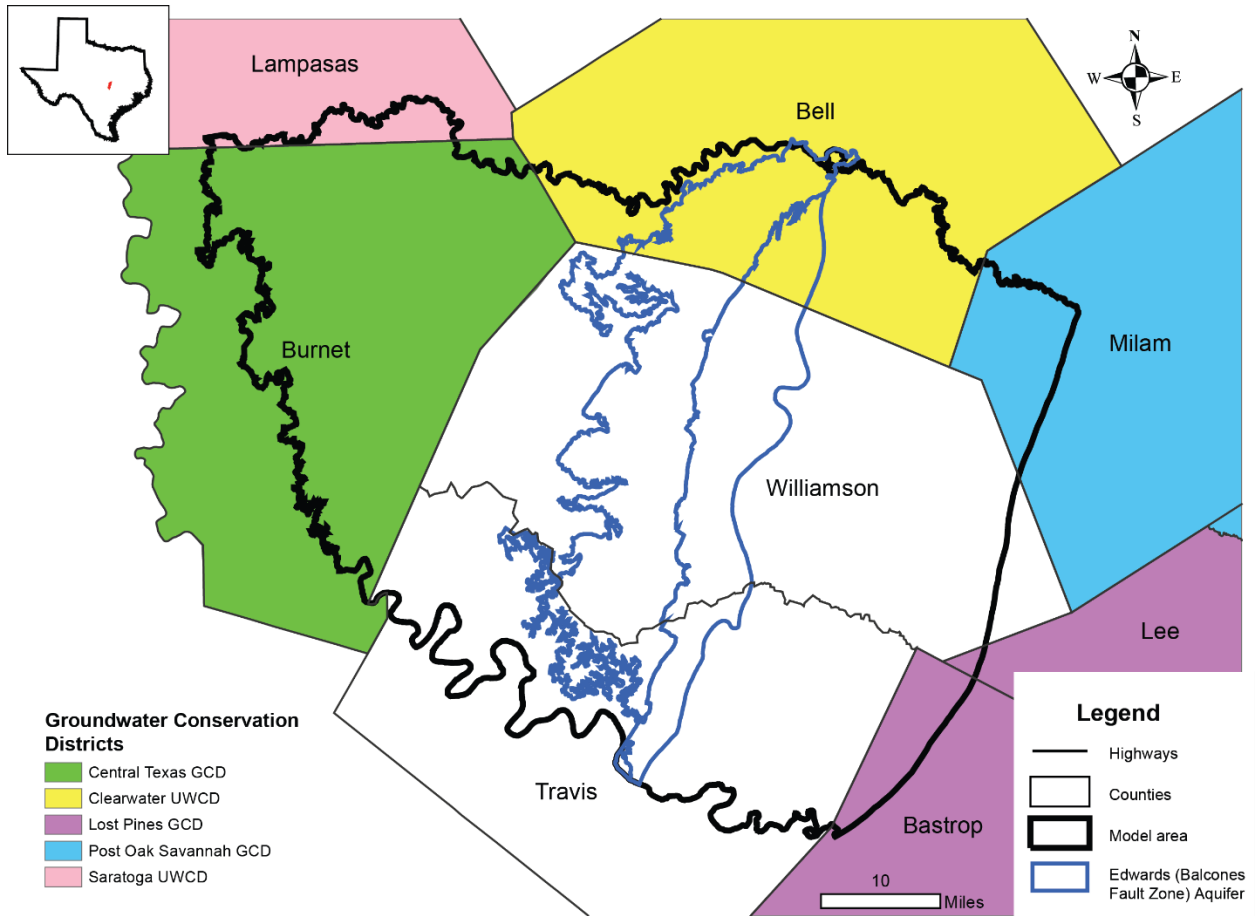 Lampasas
Bell
N
W E
S
Burnet
Milam
Williamson
Lee
Travis
Bastrop
Groundwater Conservation
Districts
Central Texas GCD
Clearwater UWCD
Lost Pines GCD
Post Oak Savannah GCD
Saratoga UWCD
10
Miles
Legend
Highways
Counties
Model area
Edwards (Balcones
Fault Zone) Aquifer